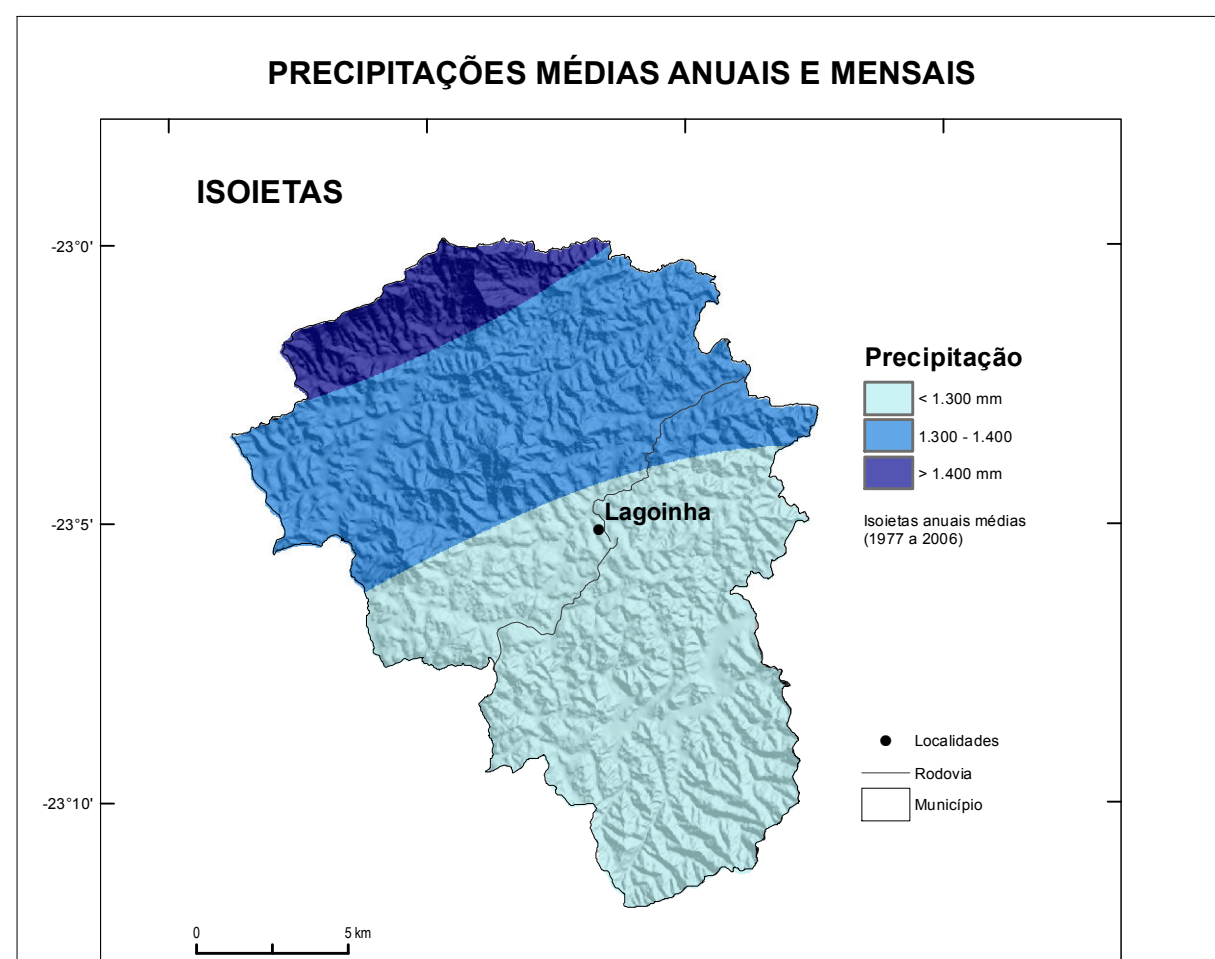 PRECIPITAÇÕES MÉDIAS ANUAIS E MENSAIS
ISOIETAS
-23°0'
Precipitação
< 1.300 mm
1.300 - 1.400
> 1.400 mm
Lagoinha
-23°5'
Isoietas anuais médias
(1977 a 2006)
Localidades
Rodovia
-23°10'
Município
0 5 km